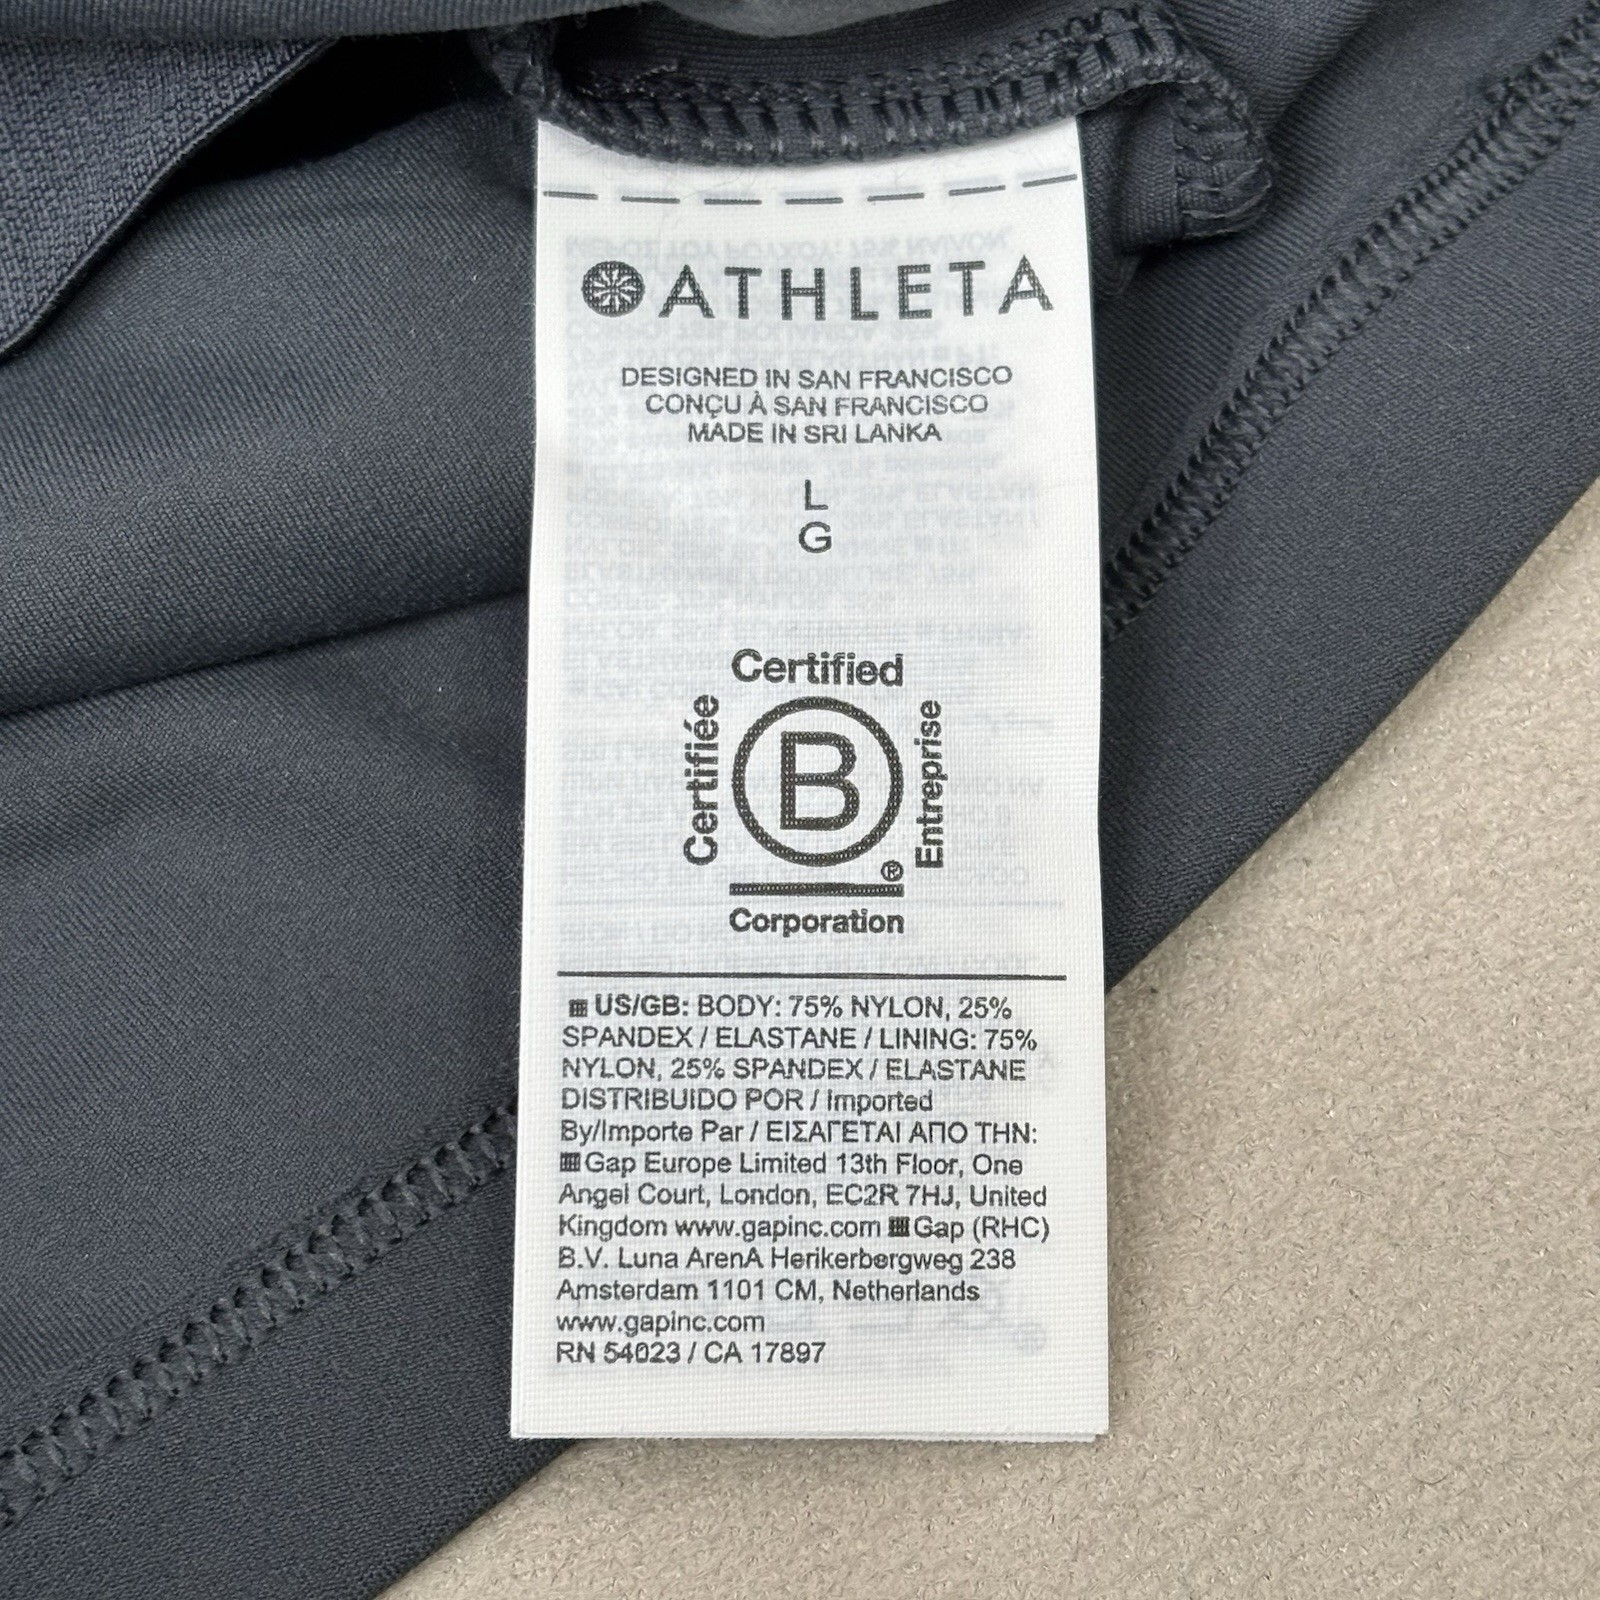 ATHLETA
DESIGNED IN SAN FRANCISCO
CONÇU À SAN FRANCISCO
MADE IN SRI LANKA
L
G
Certified
Certifiée
B
Entreprise
®
Corporation
US/GB: BODY: 75% NYLON, 25%
SPANDEX / ELASTANE / LINING: 75%
NYLON, 25% SPANDEX / ELASTANE
DISTRIBUIDO POR / Imported
By/Importe Par / ΕΙΣΑΓΕΤΑΙ ΑΠΟ ΤΗΝ:
Gap Europe Limited 13th Floor, One
Angel Court, London, EC2R 7HJ, United
Kingdom www.gapinc.com Gap (RHC)
B.V. Luna ArenA Herikerbergweg 238
Amsterdam 1101 CM, Netherlands
www.gapinc.com
RN 54023 / CA 17897